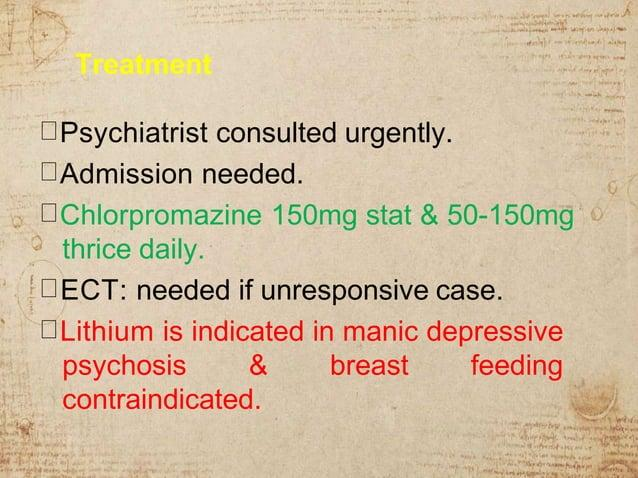 Treatment
Psychiatrist consulted urgently.
Admission needed.
Chlorpromazine 150mg stat & 50-150mg
thrice daily.
ECT: needed if unresponsive case.
Lithium is indicated in manic depressive
psychosis & breast feeding
contraindicated.